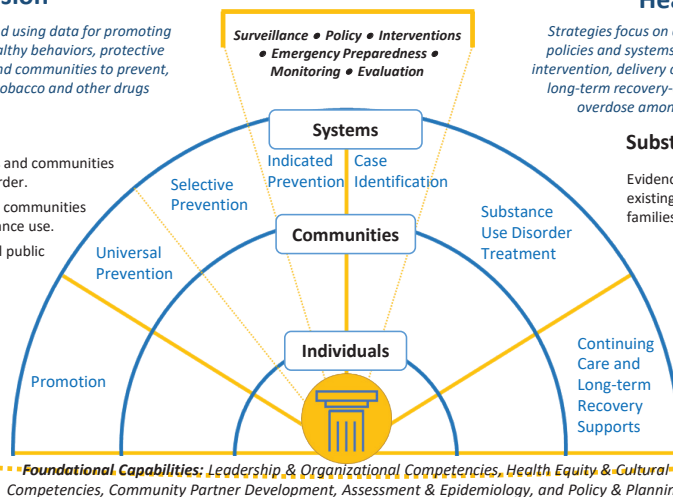 sion
Hea
d using data for promoting
althy behaviors, protective
nd communities to prevent,
obacco and other drugs
Surveillance • Policy • Interventions
• Emergency Preparedness •
Monitoring • Evaluation
Strategies focus on
policies and systems
intervention, delivery
long-term recovery-
overdose amon
Subst
and communities
rder.
communities
ance use.
l public
Evidenc
existing
families
Systems
Indicated
Prevention
Case
Identification
Selective
Prevention
Communities
Substance
Use Disorder
Treatment
Universal
Prevention
Individuals
Promotion
Continuing
Care and
Long-term
Recovery
Supports
Foundational Capabilities: Leadership & Organizational Competencies, Health Equity & Cultural
Competencies, Community Partner Development, Assessment & Epidemiology, and Policy & Plannin